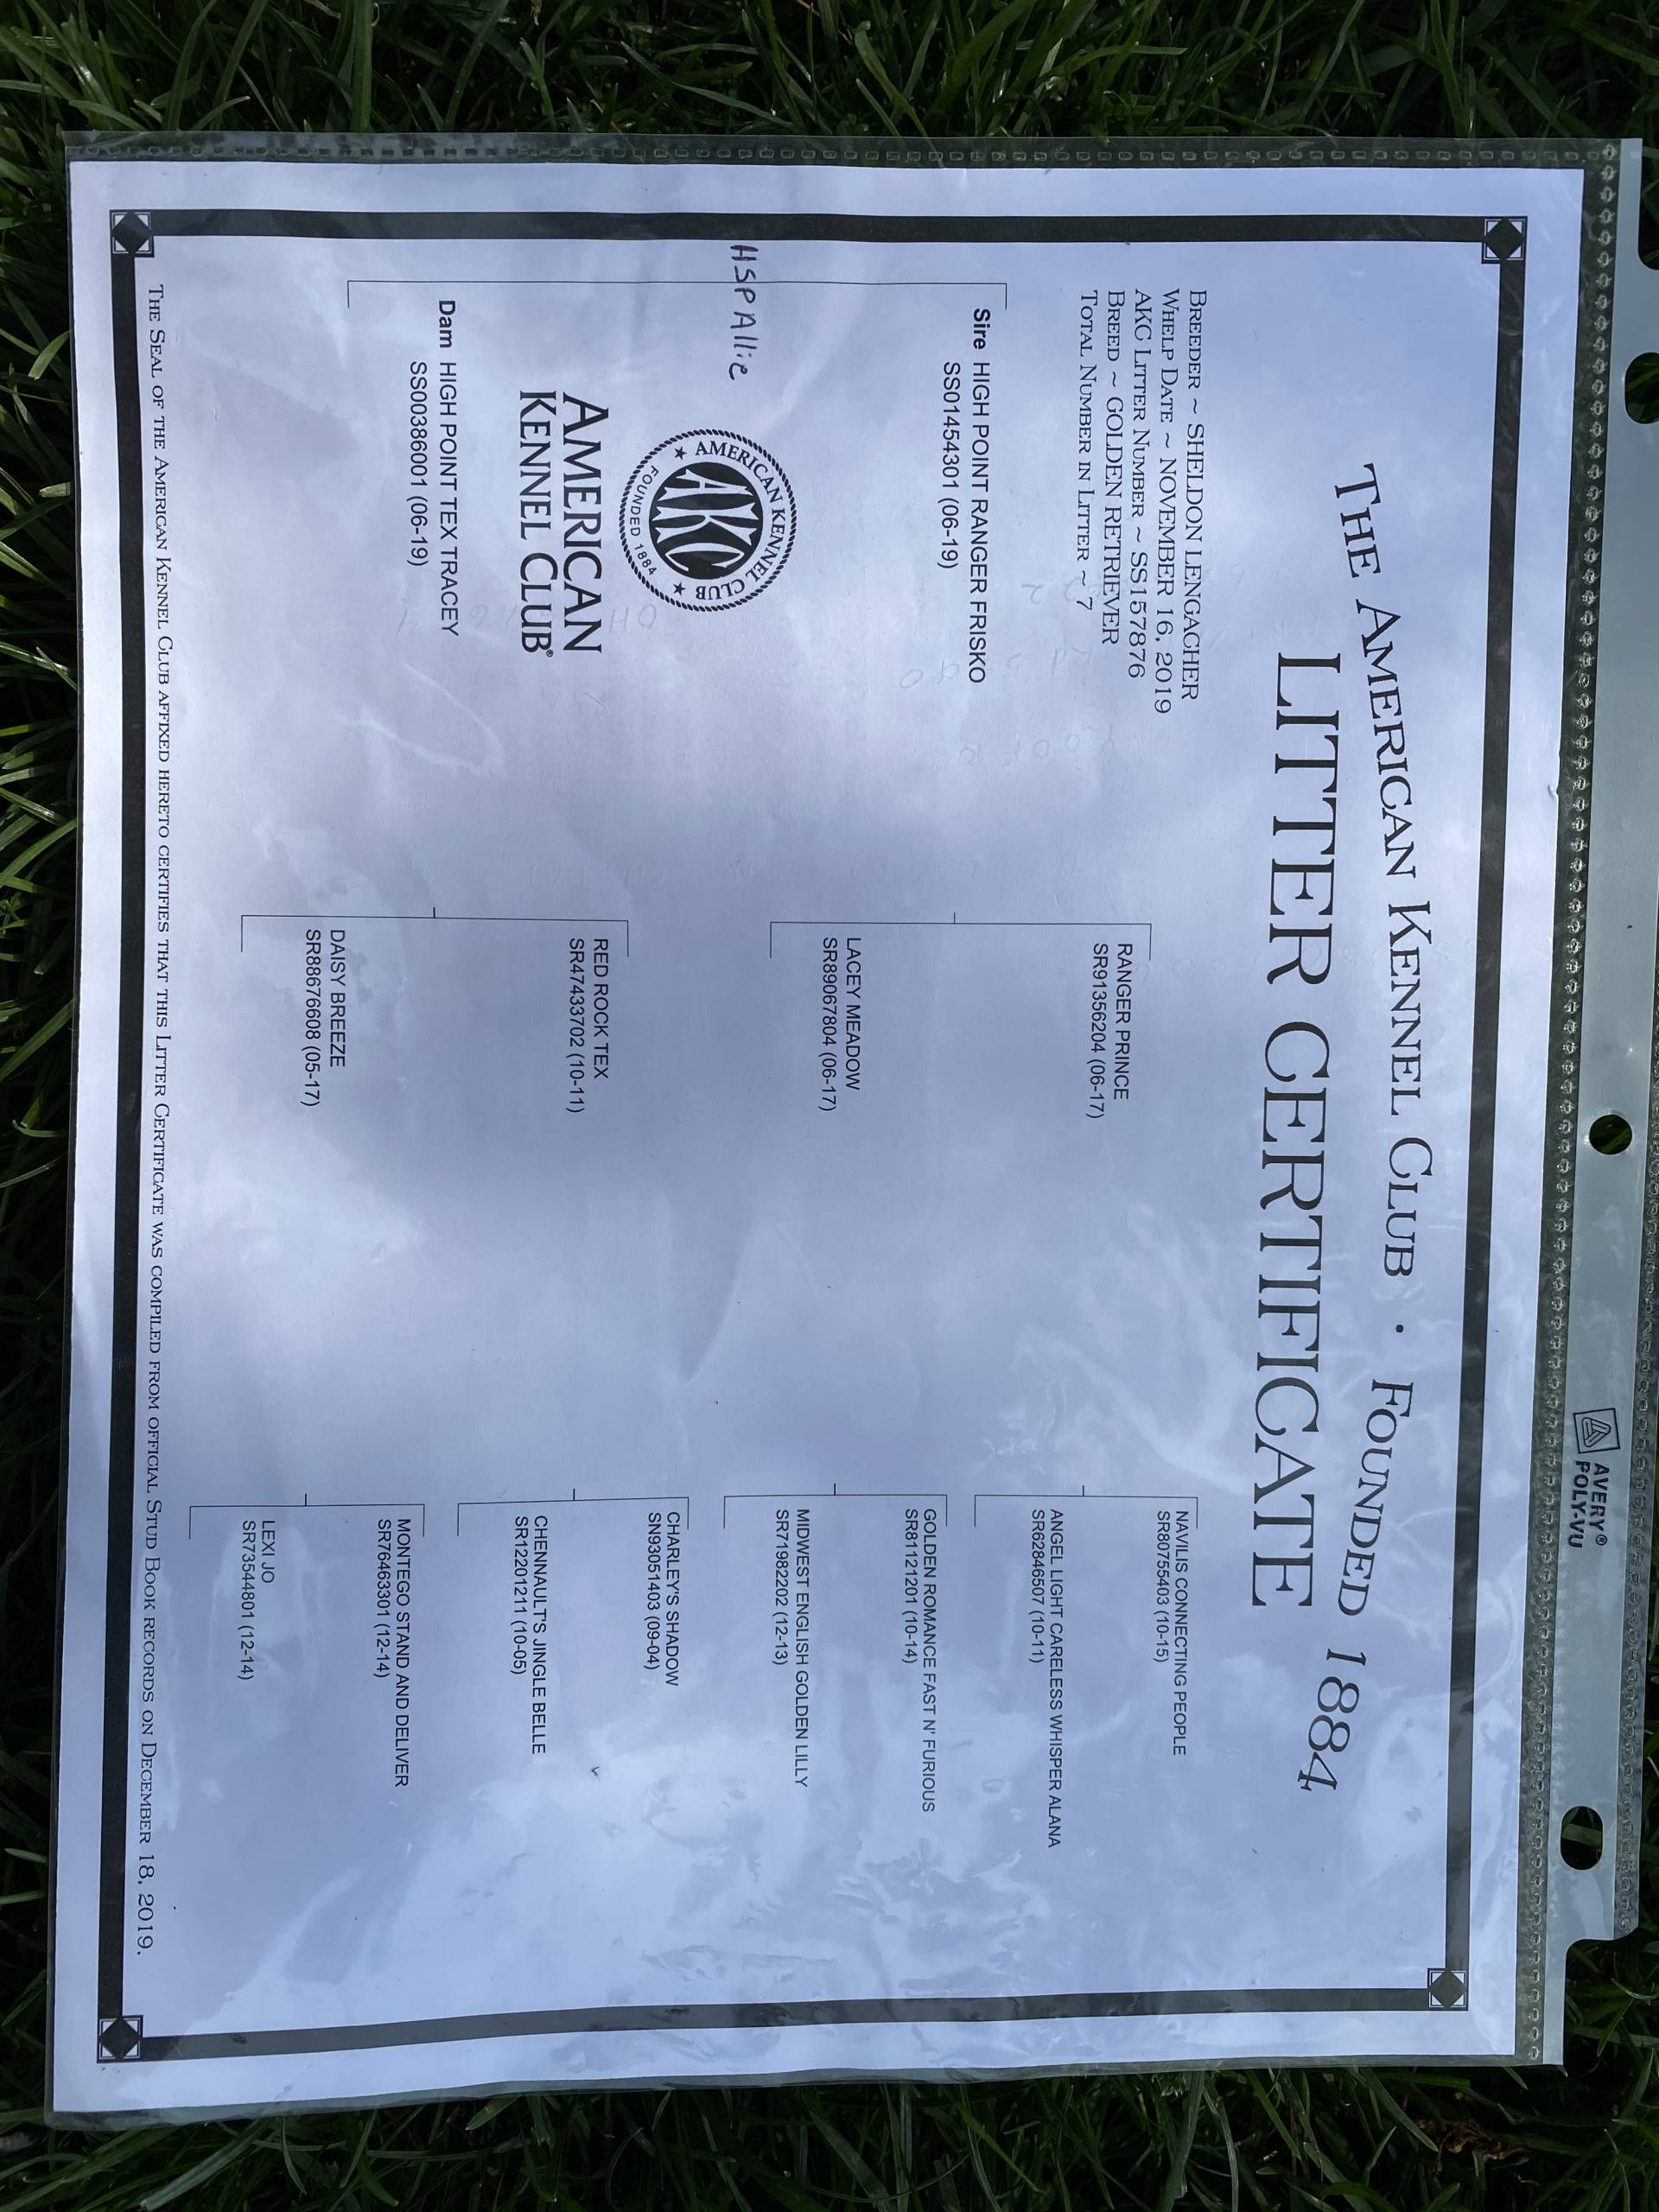 THE AMERICAN KENNEL CLUB • FOUNDED 1884
LITTER CERTIFICATE
BREEDER ~ SHELDON LENGACHER
WHELP DATE ~ NOVEMBER 16, 2019
AKC LITTER NUMBER ~ SS157876
BREED ~ GOLDEN RETRIEVER
TOTAL NUMBER IN LITTER ~ 7
Sire HIGH POINT RANGER FRISKO
SS01454301 (06-19)
HSP Allie
AMERICAN KENNEL CLUB
AKC
FOUNDED 1884
AMERICAN
KENNEL CLUB®
Dam HIGH POINT TEX TRACEY
SS00386001 (06-19)
RANGER PRINCE
SR91356204 (06-17)
LACEY MEADOW
SR89067804 (06-17)
RED ROCK TEX
SR47433702 (10-11)
DAISY BREEZE
SR88676608 (05-17)
NAVILIS CONNECTING PEOPLE
SR80755403 (10-15)
ANGEL LIGHT CARELESS WHISPER ALANA
SR62846507 (10-11)
GOLDEN ROMANCE FAST N' FURIOUS
SR81121201 (10-14)
MIDWEST ENGLISH GOLDEN LILLY
SR71982202 (12-13)
CHARLEY'S SHADOW
SN93051403 (09-04)
CHENNAULT'S JINGLE BELLE
SR12201211 (10-05)
MONTEGO STAND AND DELIVER
SR76463301 (12-14)
LEXI JO
SR73544801 (12-14)
THE SEAL OF THE AMERICAN KENNEL CLUB AFFIXED HERETO CERTIFIES THAT THIS LITTER CERTIFICATE WAS COMPILED FROM OFFICIAL STUD BOOK RECORDS ON DECEMBER 18, 2019.
AVERY®
POLY-VU